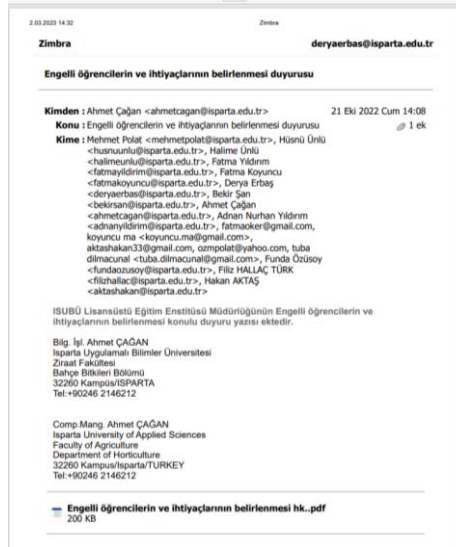 2.03.2023 14:32 Zimbra
Zimbra deryaerbas@isparta.edu.tr
Engelli öğrencilerin ve ihtiyaçlarının belirlenmesi duyurusu
Kimden : Ahmet Çağan <ahmetcagan@isparta.edu.tr> 21 Eki 2022 Cum 14:08
Konu : Engelli öğrencilerin ve ihtiyaçlarının belirlenmesi duyurusu 1 ek
Kime : Mehmet Polat <mehmetpolat@isparta.edu.tr>, Hüsnü Ünlü
<husnuunlu@isparta.edu.tr>, Halime Ünlü
<halimeunlu@isparta.edu.tr>, Fatma Yıldırım
<fatmayildirim@isparta.edu.tr>, Fatma Koyuncu
<fatmakoyuncu@isparta.edu.tr>, Derya Erbaş
<deryaerbas@isparta.edu.tr>, Bekir Şan
<bekirsan@isparta.edu.tr>, Ahmet Çağan
<ahmetcagan@isparta.edu.tr>, Adnan Nurhan Yıldırım
<adnanyildirim@isparta.edu.tr>, fatmaoker@gmail.com,
koyuncu ma <koyuncu.ma@gmail.com>,
aktashakan33@gmail.com, ozmpolat@yahoo.com, tuba
dilmacunal <tuba.dilmacunal@gmail.com>, Funda Özüsoy
<fundaozusoy@isparta.edu.tr>, Filiz HALLAÇ TÜRK
<filizhallac@isparta.edu.tr>, Hakan AKTAŞ
<aktashakan@isparta.edu.tr>
ISUBÜ Lisansüstü Eğitim Enstitüsü Müdürlüğünün Engelli öğrencilerin ve
ihtiyaçlarının belirlenmesi konulu duyuru yazısı ektedir.
Bilg. İşl. Ahmet ÇAĞAN
Isparta Uygulamalı Bilimler Üniversitesi
Ziraat Fakültesi
Bahçe Bitkileri Bölümü
32260 Kampüs/ISPARTA
Tel:+90246 2146212
Comp.Mang. Ahmet ÇAĞAN
Isparta University of Applied Sciences
Faculty of Agriculture
Department of Horticulture
32260 Kampus/Isparta/TURKEY
Tel:+90246 2146212
Engelli öğrencilerin ve ihtiyaçlarının belirlenmesi hk..pdf
200 KB